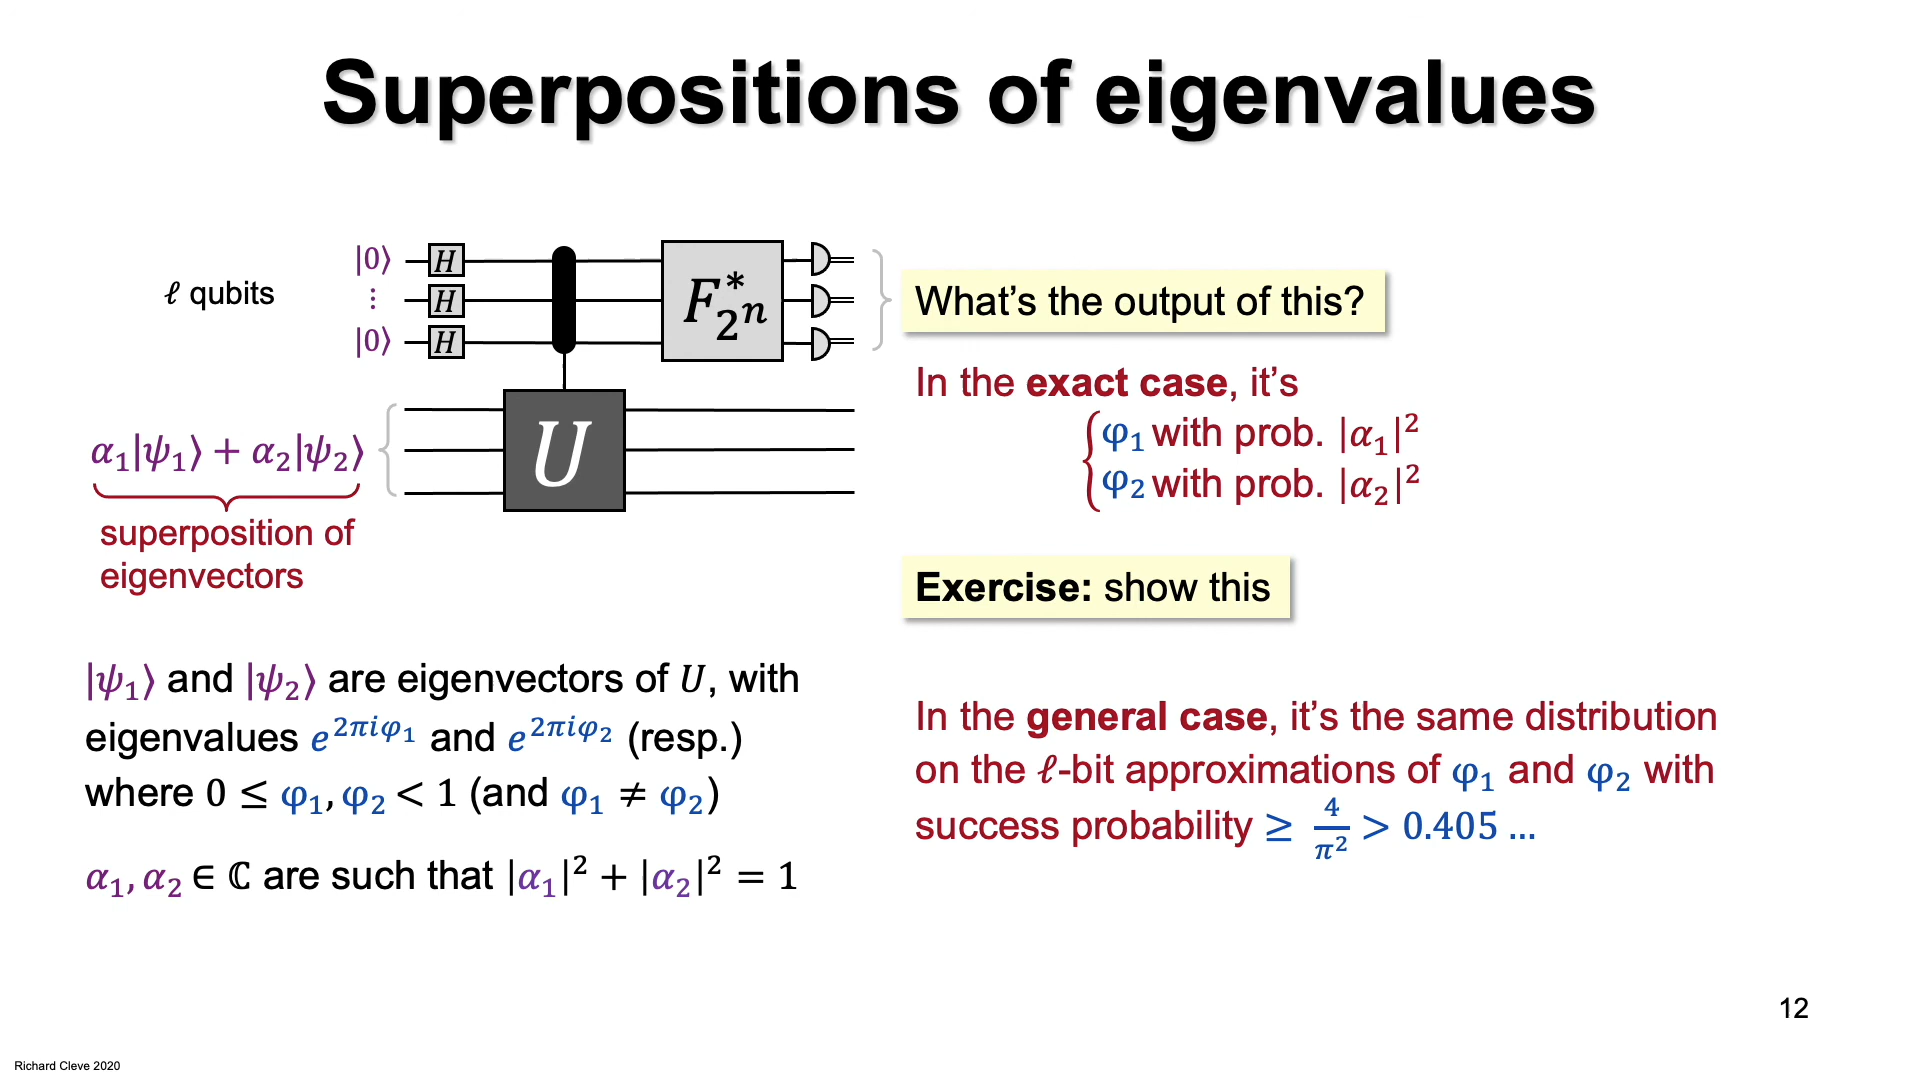 Superpositions of eigenvalues
ℓ qubits
|0⟩
⋮
|0⟩
H
H
H
F*₂ⁿ
U
α₁|ψ₁⟩ + α₂|ψ₂⟩
superposition of
eigenvectors
What's the output of this?
In the exact case, it's
φ₁ with prob. |α₁|²
φ₂ with prob. |α₂|²
Exercise: show this
|ψ₁⟩ and |ψ₂⟩ are eigenvectors of U, with
eigenvalues e^{2πiφ₁} and e^{2πiφ₂} (resp.)
where 0 ≤ φ₁, φ₂ < 1 (and φ₁ ≠ φ₂)
α₁, α₂ ∈ ℂ are such that |α₁|² + |α₂|² = 1
In the general case, it's the same distribution
on the ℓ-bit approximations of φ₁ and φ₂ with
success probability ≥ 4/π² > 0.405 ...
12
Richard Cleve 2020